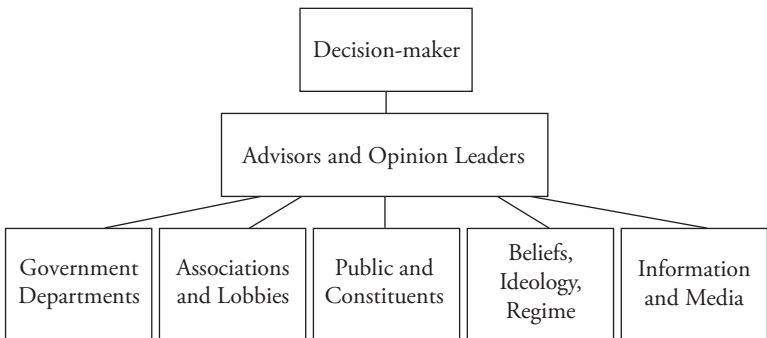 Decision-maker
Advisors and Opinion Leaders
Government
Departments
Associations
and Lobbies
Public and
Constituents
Beliefs,
Ideology,
Regime
Information
and Media